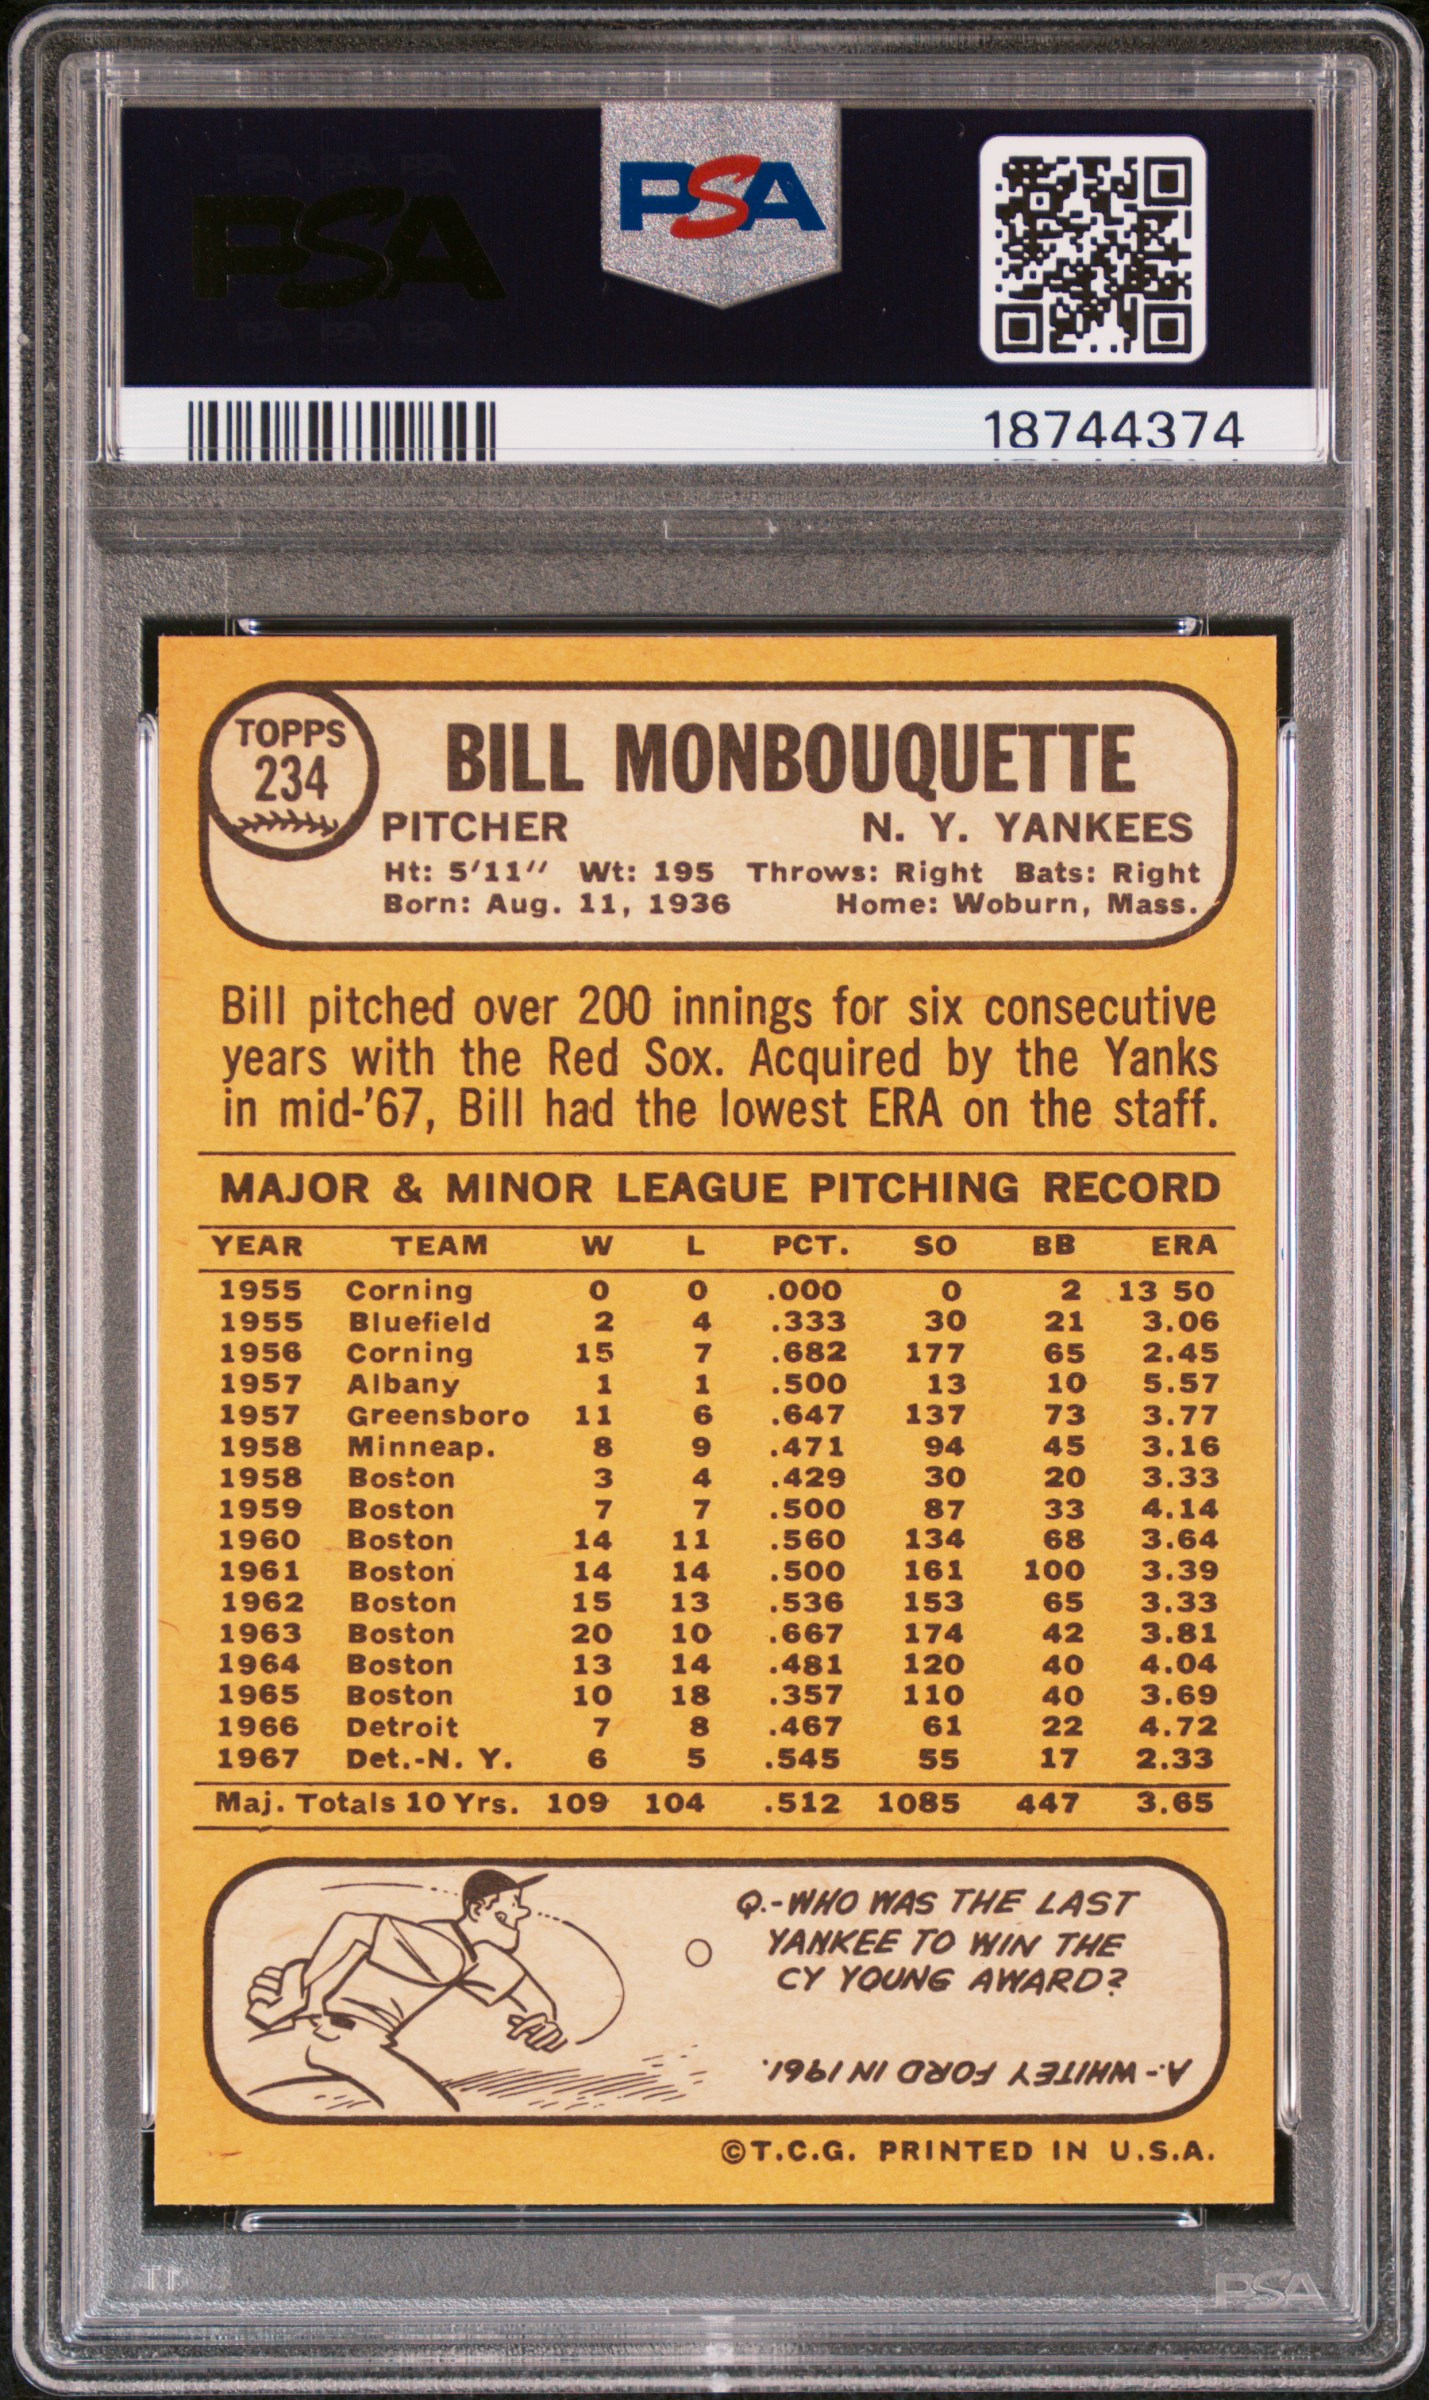 PSA
PSA
18744374
TOPPS
234
BILL MONBOUQUETTE
PITCHER N. Y. YANKEES
Ht: 5'11'' Wt: 195 Throws: Right Bats: Right
Born: Aug. 11, 1936 Home: Woburn, Mass.
Bill pitched over 200 innings for six consecutive
years with the Red Sox. Acquired by the Yanks
in mid-'67, Bill had the lowest ERA on the staff.
MAJOR & MINOR LEAGUE PITCHING RECORD
YEAR TEAM W L PCT. SO BB ERA
1955 Corning 0 0 .000 0 2 13 50
1955 Bluefield 2 4 .333 30 21 3.06
1956 Corning 15 7 .682 177 65 2.45
1957 Albany 1 1 .500 13 10 5.57
1957 Greensboro 11 6 .647 137 73 3.77
1958 Minneap. 8 9 .471 94 45 3.16
1958 Boston 3 4 .429 30 20 3.33
1959 Boston 7 7 .500 87 33 4.14
1960 Boston 14 11 .560 134 68 3.64
1961 Boston 14 14 .500 161 100 3.39
1962 Boston 15 13 .536 153 65 3.33
1963 Boston 20 10 .667 174 42 3.81
1964 Boston 13 14 .481 120 40 4.04
1965 Boston 10 18 .357 110 40 3.69
1966 Detroit 7 8 .467 61 22 4.72
1967 Det.-N. Y. 6 5 .545 55 17 2.33
Maj. Totals 10 Yrs. 109 104 .512 1085 447 3.65
Q.-WHO WAS THE LAST
YANKEE TO WIN THE
CY YOUNG AWARD?
A.-WHITEY FORD IN 1961.
©T.C.G. PRINTED IN U.S.A.
PSA